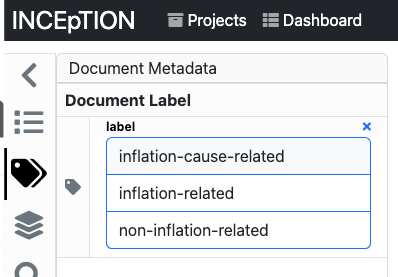 INCEpTION Projects Dashboard
Document Metadata
Document Label
label
inflation-cause-related
inflation-related
non-inflation-related